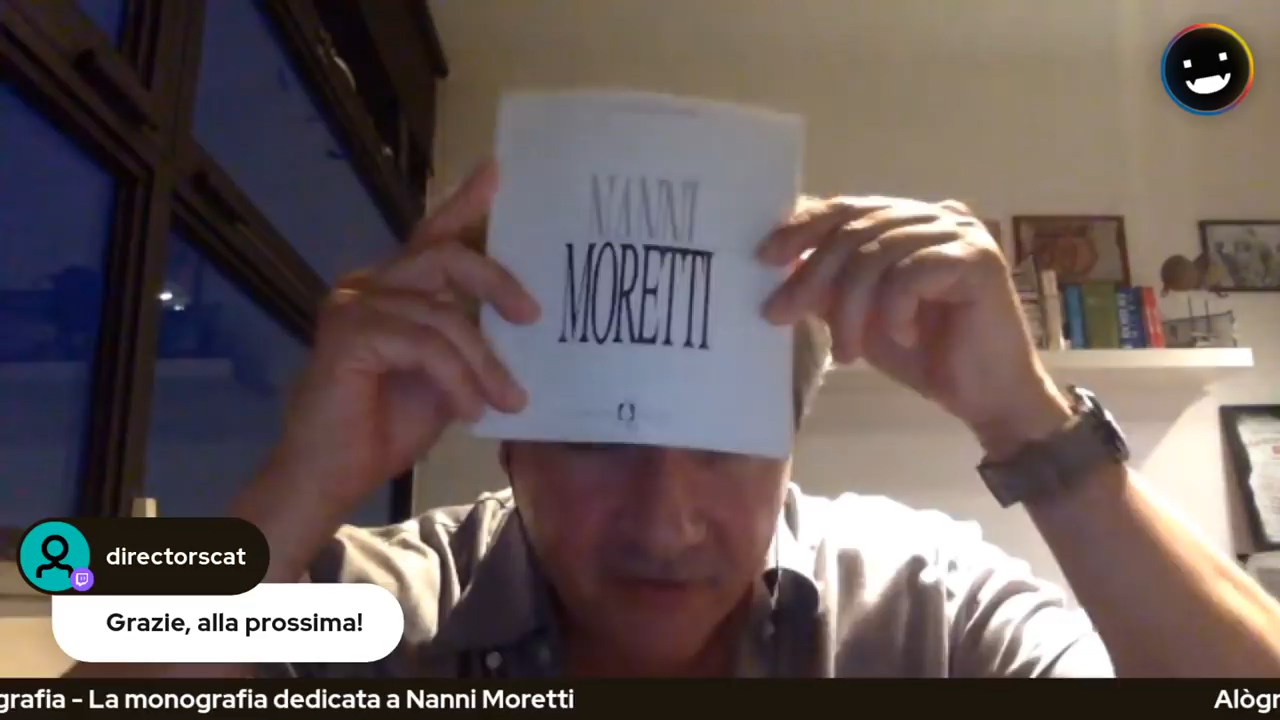 NANNI
MORETTI
directorscat
Grazie, alla prossima!
grafia - La monografia dedicata a Nanni Moretti
Alògr